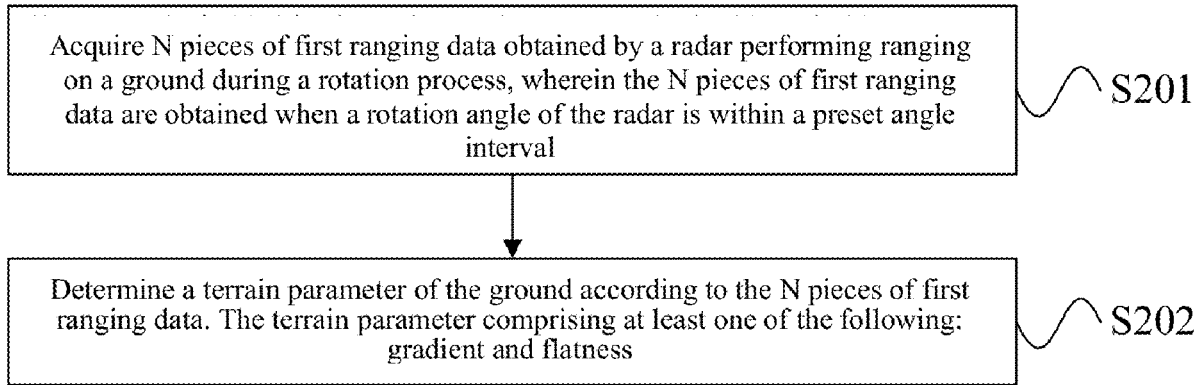 Acquire N pieces of first ranging data obtained by a radar performing ranging
on a ground during a rotation process, wherein the N pieces of first ranging
data are obtained when a rotation angle of the radar is within a preset angle
interval
S201
Determine a terrain parameter of the ground according to the N pieces of first
ranging data. The terrain parameter comprising at least one of the following:
gradient and flatness
S202